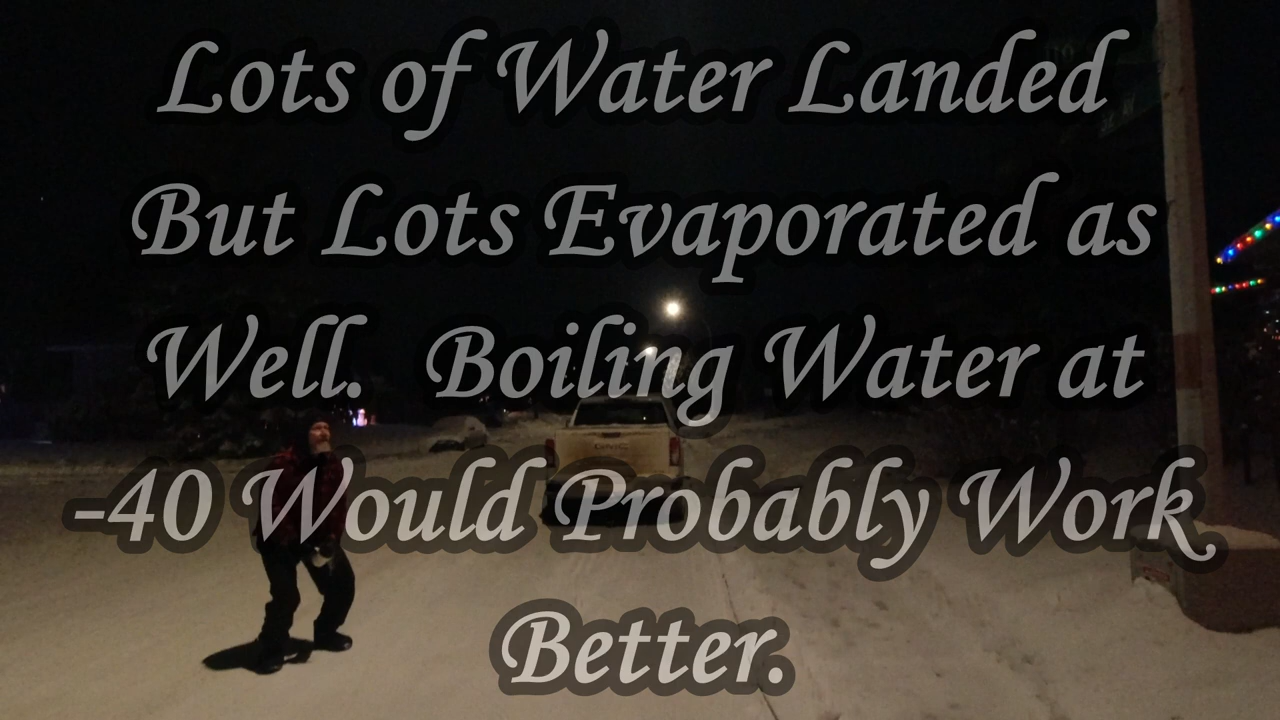 Lots of Water Landed
But Lots Evaporated as
Well. Boiling Water at
-40 Would Probably Work
Better.